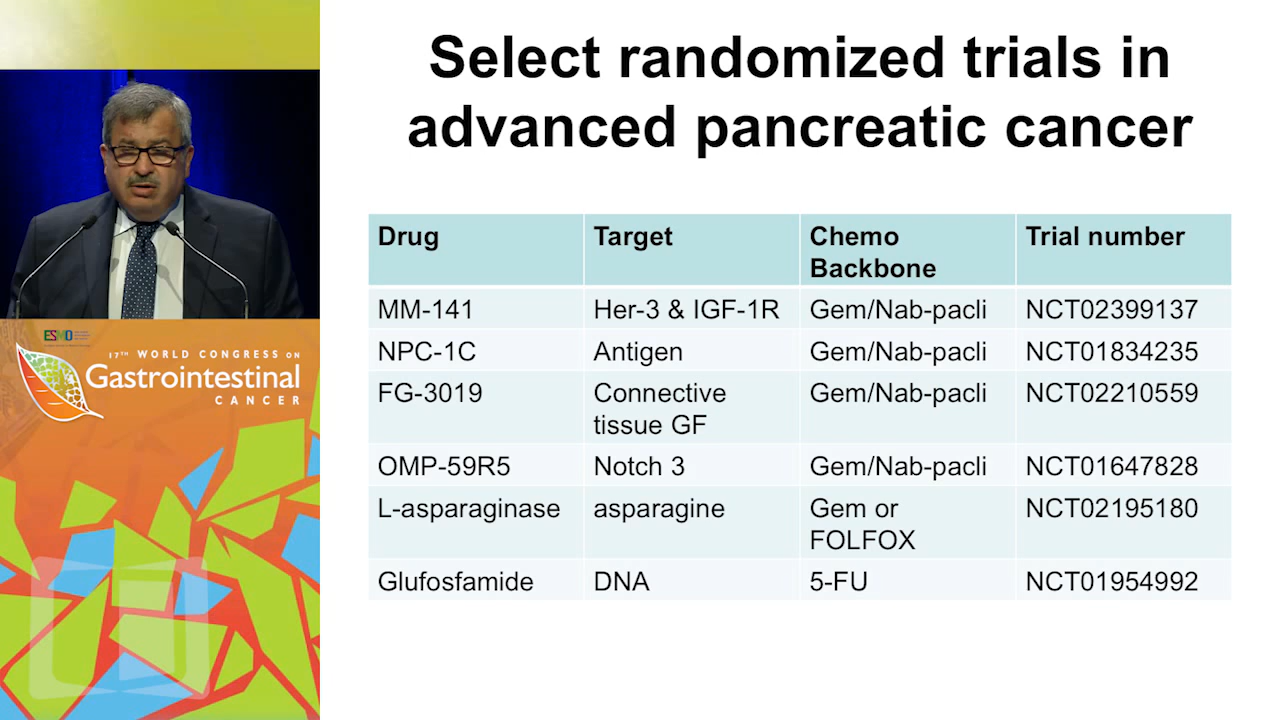 Select randomized trials in
advanced pancreatic cancer
Drug Target Chemo Backbone Trial number
MM-141 Her-3 & IGF-1R Gem/Nab-pacli NCT02399137
NPC-1C Antigen Gem/Nab-pacli NCT01834235
FG-3019 Connective tissue GF Gem/Nab-pacli NCT02210559
OMP-59R5 Notch 3 Gem/Nab-pacli NCT01647828
L-asparaginase asparagine Gem or FOLFOX NCT02195180
Glufosfamide DNA 5-FU NCT01954992
ESMO
17TH WORLD CONGRESS ON
Gastrointestinal
CANCER